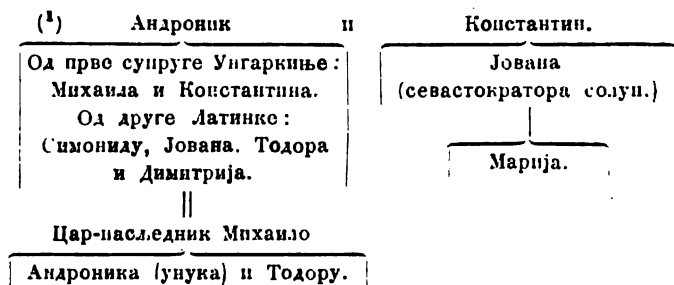 (¹) Андроник и Константин.
Од прве супруге Унгаркиње: Јована
Михаила и Константина. (севастократора солун.)
Од друге Латинке:
Симониду, Јована. Тодора Марија.
и Димитрија.
Цар-наследник Михаило
Андроника (унука) и Тодору.